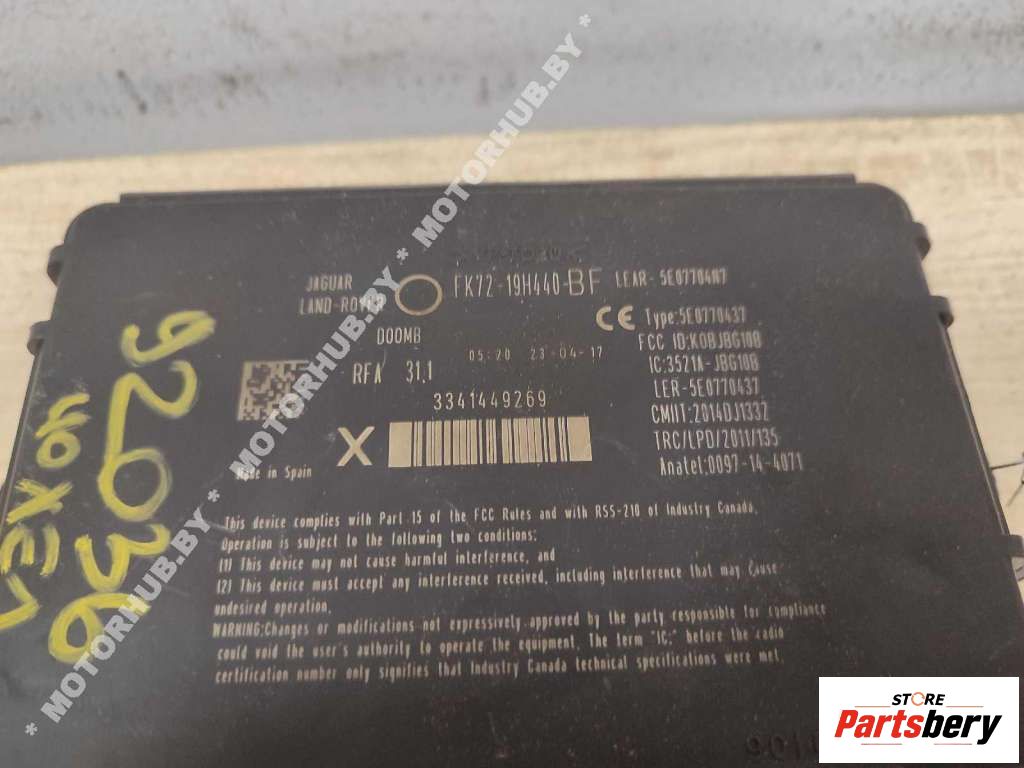 JAGUAR
LAND-ROVER
FK72-19H440-BF LEAR-5E0770407
D00MB
CE Type:5E0770437
05:20 23-04-17
FCC ID:KOBJBG10B
RFA 31.1
IC:3521A-JBG10B
3341449269
LER-5E0770437
CMIIT:2014DJ1332
X
TRC/LPD/2011/135
Made in Spain
Anatel:0097-14-4071
This device complies with Part 15 of the FCC Rules and with RSS-210 of Industry Canada.
Operation is subject to the following two conditions:
(1) This device may not cause harmful interference, and
(2) This device must accept any interference received, including interference that may cause
undesired operation.
WARNING:Changes or modifications not expressively approved by the party responsible for compliance
could void the user's authority to operate the equipment. The term "IC:" before the radio
certification number only signifies that Industry Canada technical specifications were met.
92036
* MOTORHUB.BY * MOTORHUB.BY * MOTORHUB.BY *
STORE
Partsbery